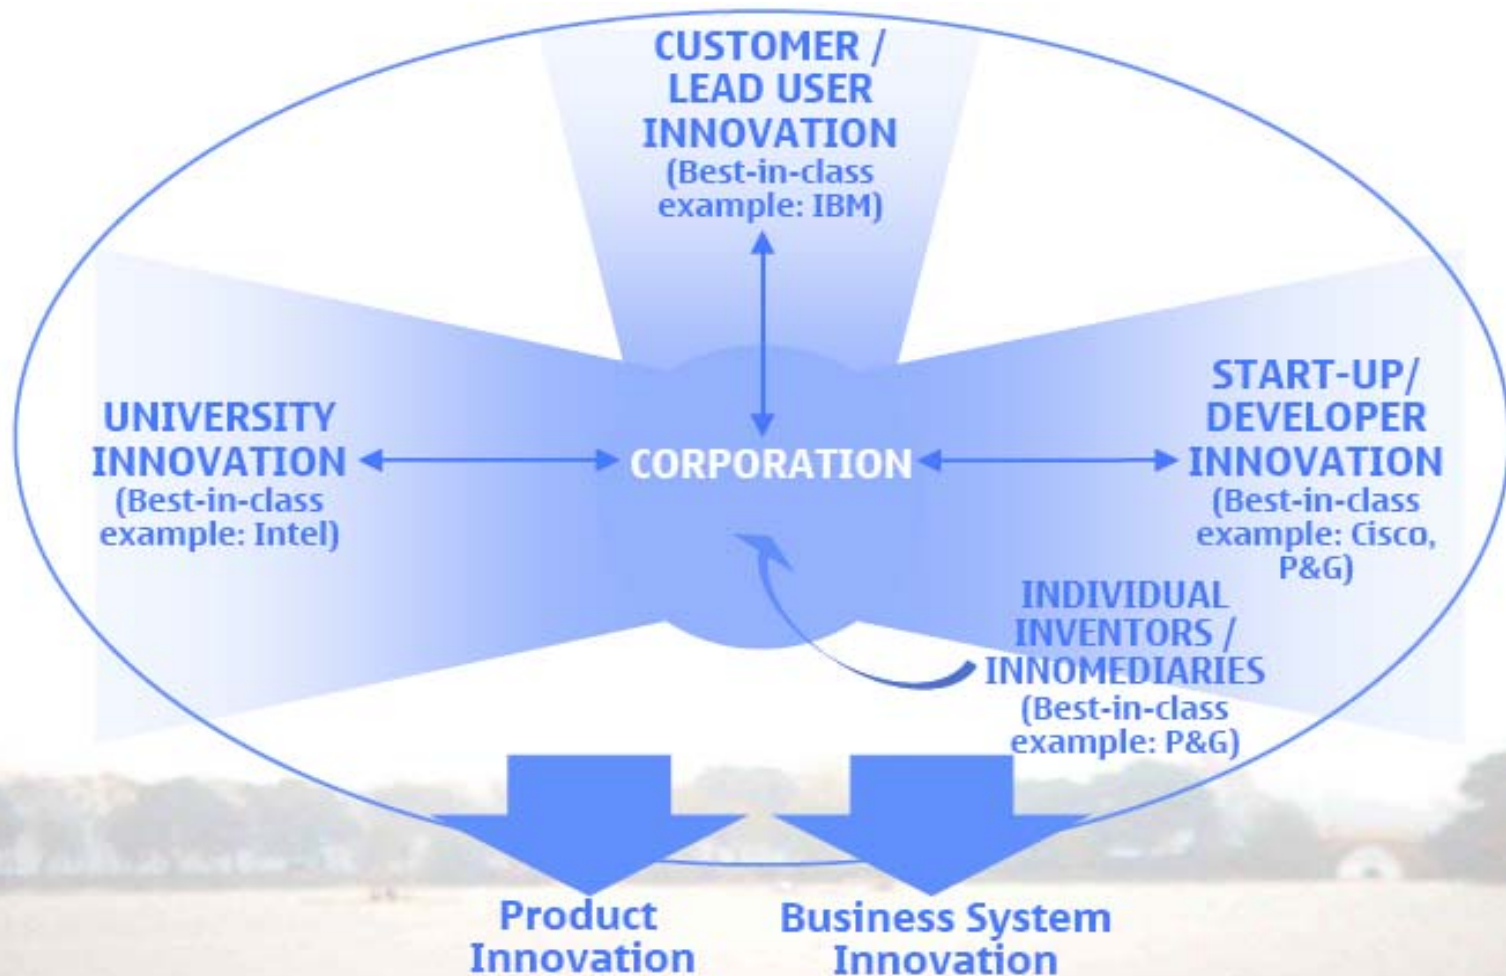 CUSTOMER /
LEAD USER
INNOVATION
(Best-in-class
example: IBM)
UNIVERSITY
INNOVATION
(Best-in-class
example: Intel)
CORPORATION
START-UP/
DEVELOPER
INNOVATION
(Best-in-class
example: Cisco,
P&G)
INDIVIDUAL
INVENTORS /
INNOMEDIARIES
(Best-in-class
example: P&G)
Product
Innovation
Business System
Innovation